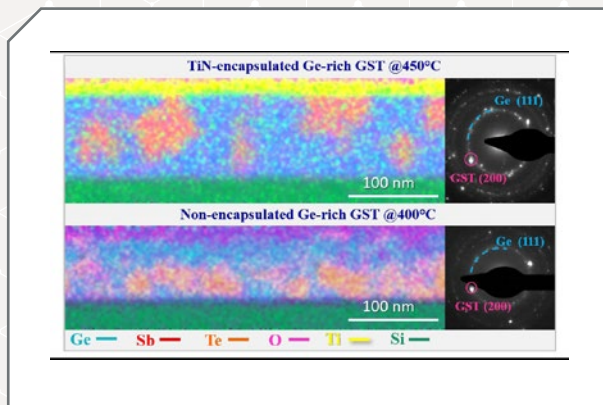 TiN-encapsulated Ge-rich GST @450°C
Ge (111)
GST (200)
100 nm
Non-encapsulated Ge-rich GST @400°C
Ge (111)
GST (200)
100 nm
Ge Sb Te O Ti Si